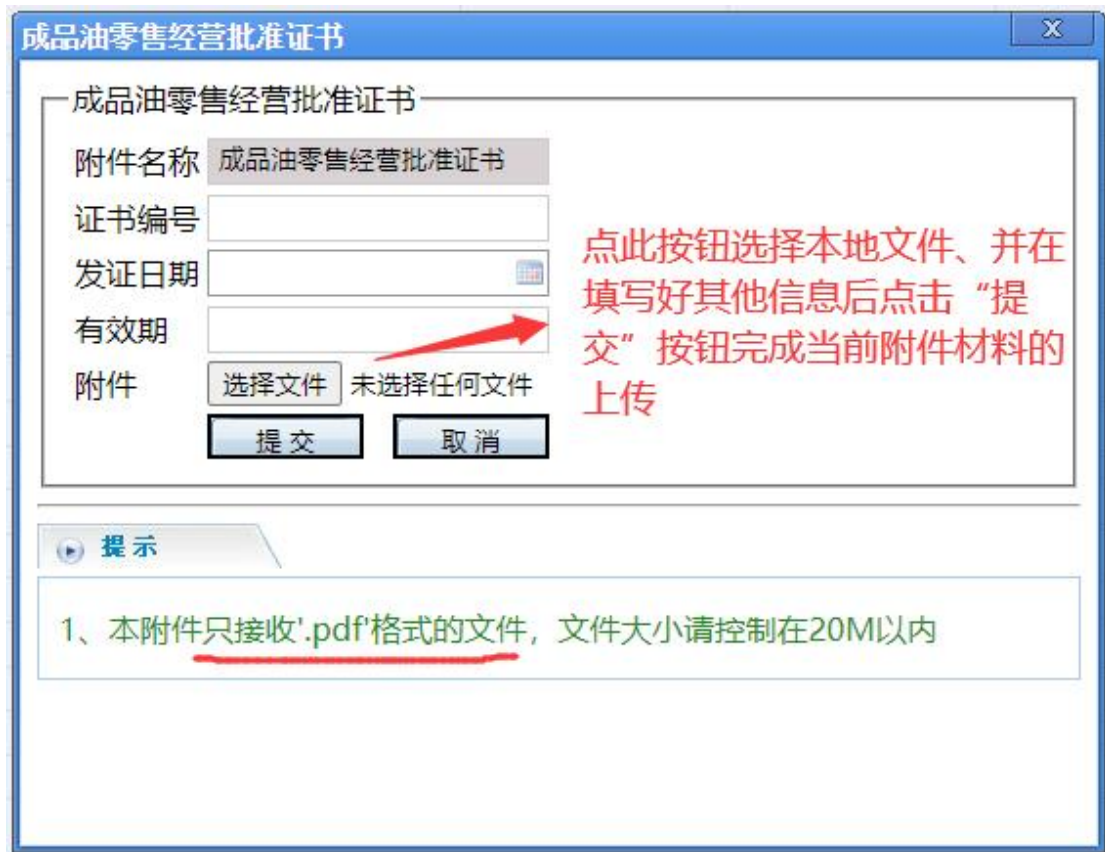 成品油零售经营批准证书
X
成品油零售经营批准证书
附件名称 成品油零售经营批准证书
证书编号
发证日期
有效期
附件 选择文件 未选择任何文件
提 交 取 消
点此按钮选择本地文件、并在
填写好其他信息后点击“提
交”按钮完成当前附件材料的
上传
提 示
1、本附件只接收'.pdf'格式的文件，文件大小请控制在20M以内